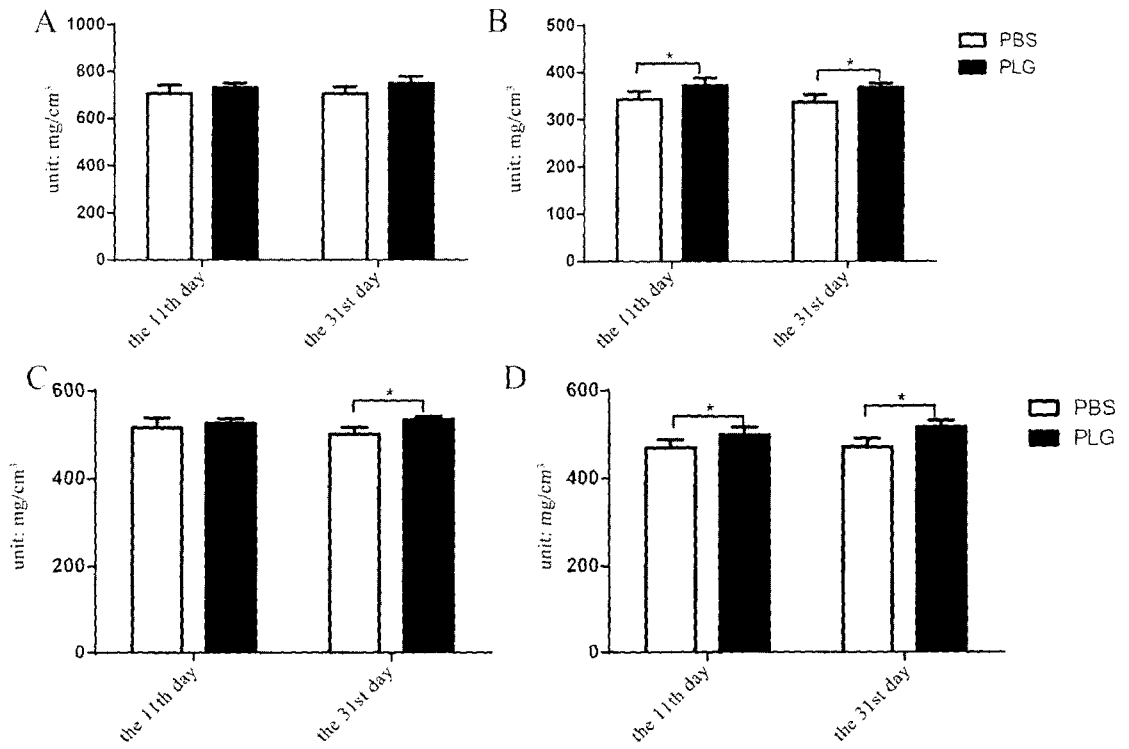 A
unit: mg/cm³
1000
800
600
400
200
0
the 11th day
the 31st day
B
unit: mg/cm³
500
400
300
200
100
0
*
*
the 11th day
the 31st day
PBS
PLG
C
unit: mg/cm³
600
400
200
0
*
the 11th day
the 31st day
D
unit: mg/cm³
600
400
200
0
*
*
the 11th day
the 31st day
PBS
PLG